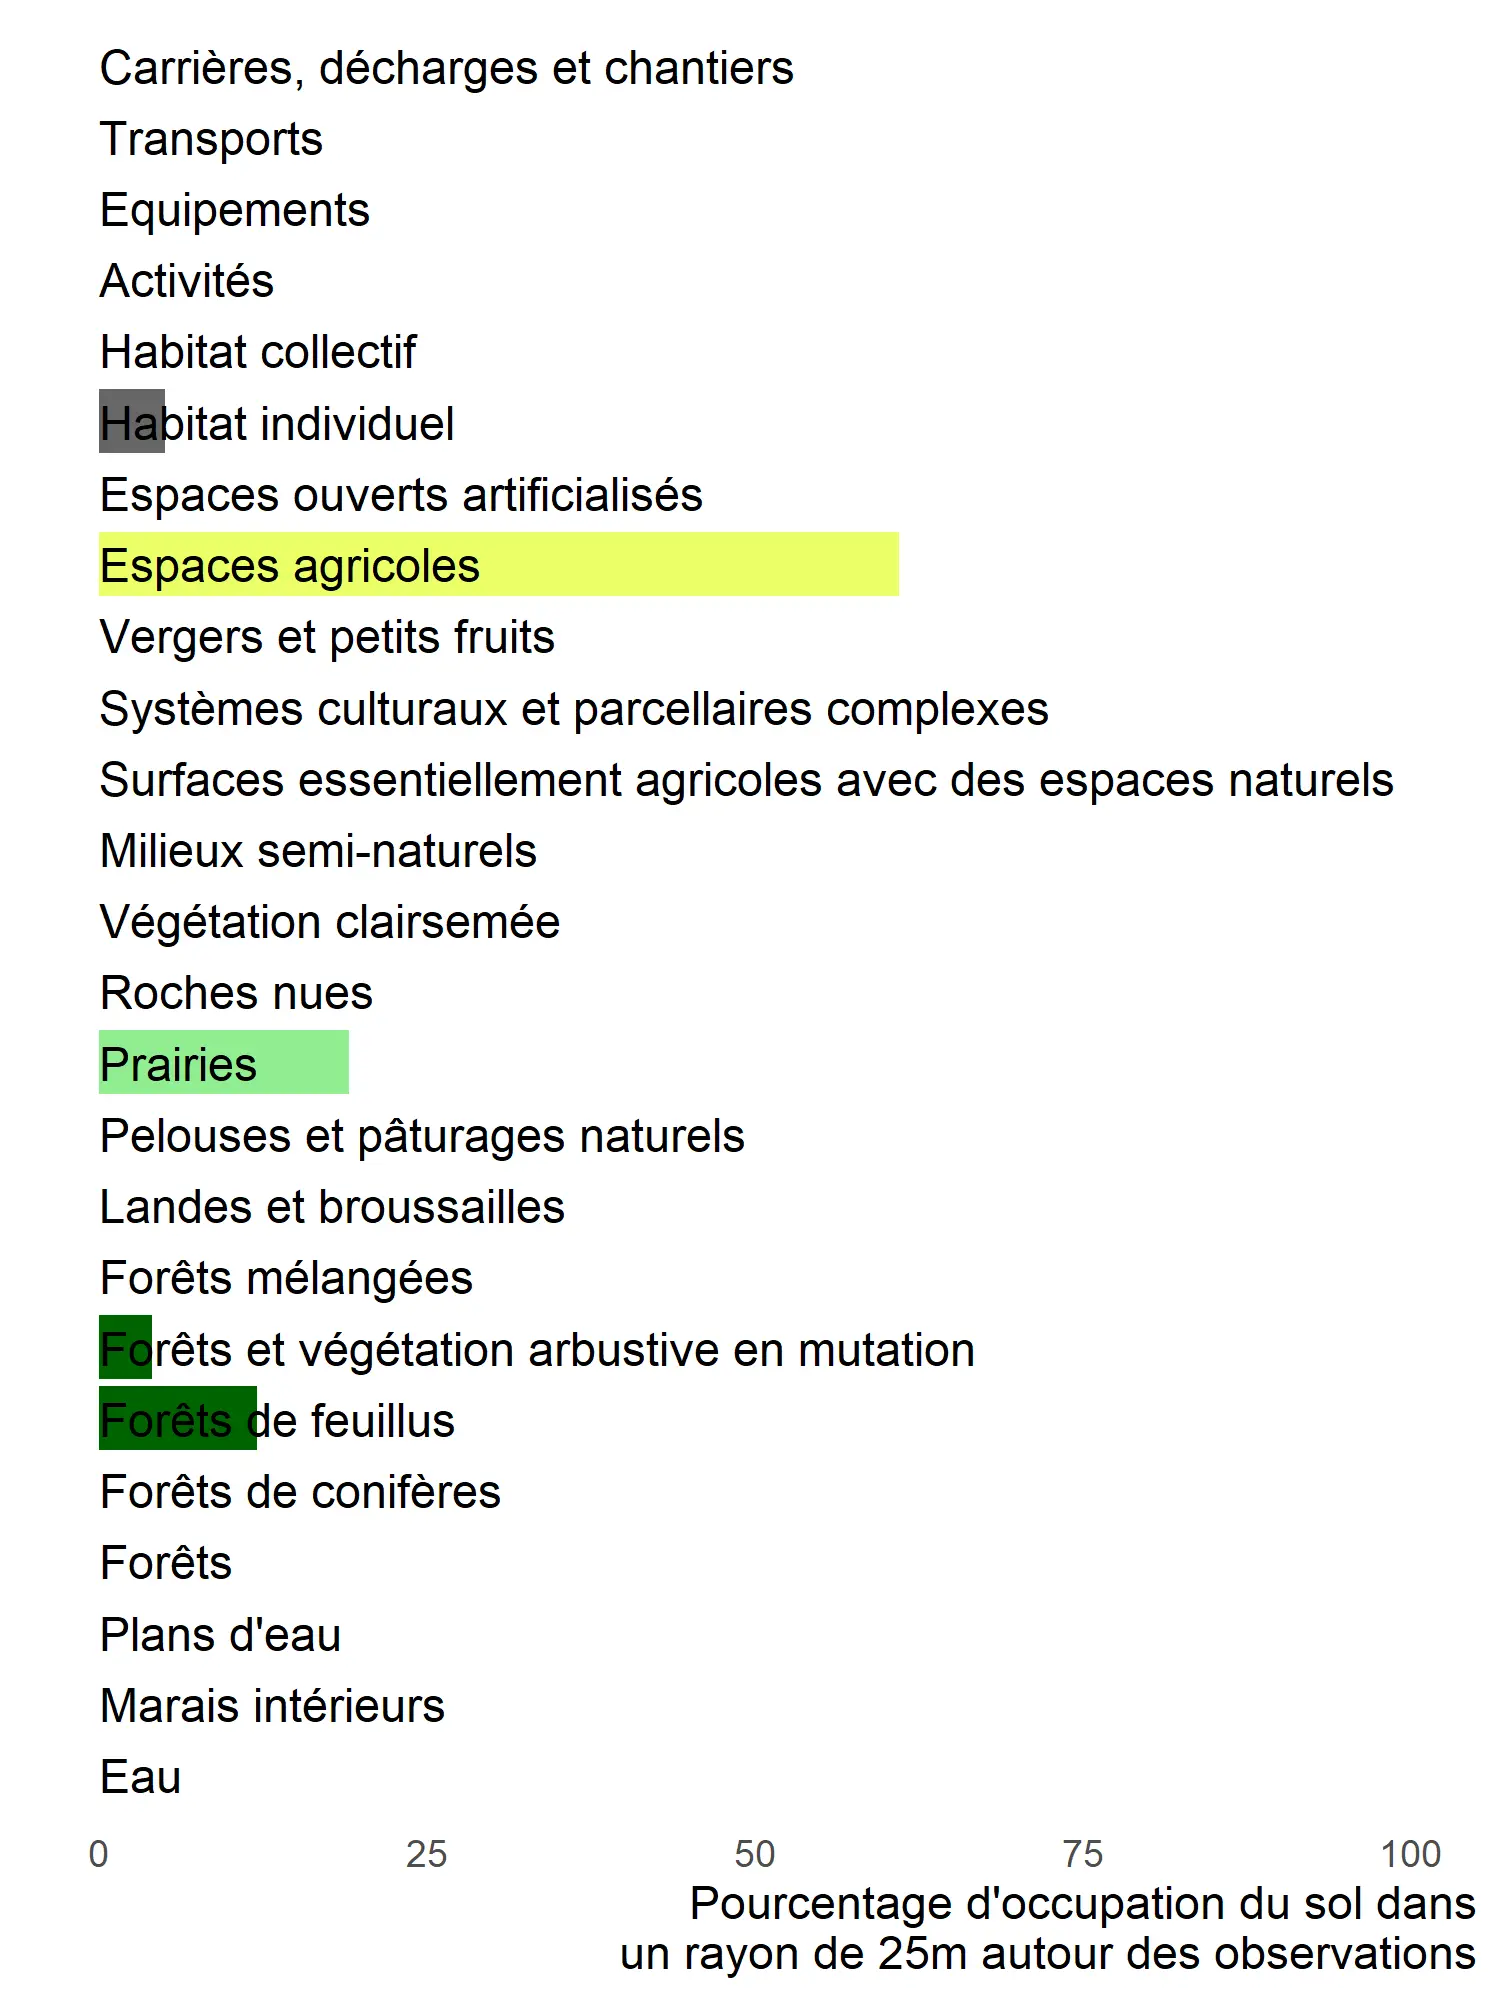 Carrières, décharges et chantiers
Transports
Equipements
Activités
Habitat collectif
Habitat individuel
Espaces ouverts artificialisés
Espaces agricoles
Vergers et petits fruits
Systèmes culturaux et parcellaires complexes
Surfaces essentiellement agricoles avec des espaces naturels
Milieux semi-naturels
Végétation clairsemée
Roches nues
Prairies
Pelouses et pâturages naturels
Landes et broussailles
Forêts mélangées
Forêts et végétation arbustive en mutation
Forêts de feuillus
Forêts de conifères
Forêts
Plans d'eau
Marais intérieurs
Eau
0 25 50 75 100
Pourcentage d'occupation du sol dans
un rayon de 25m autour des observations